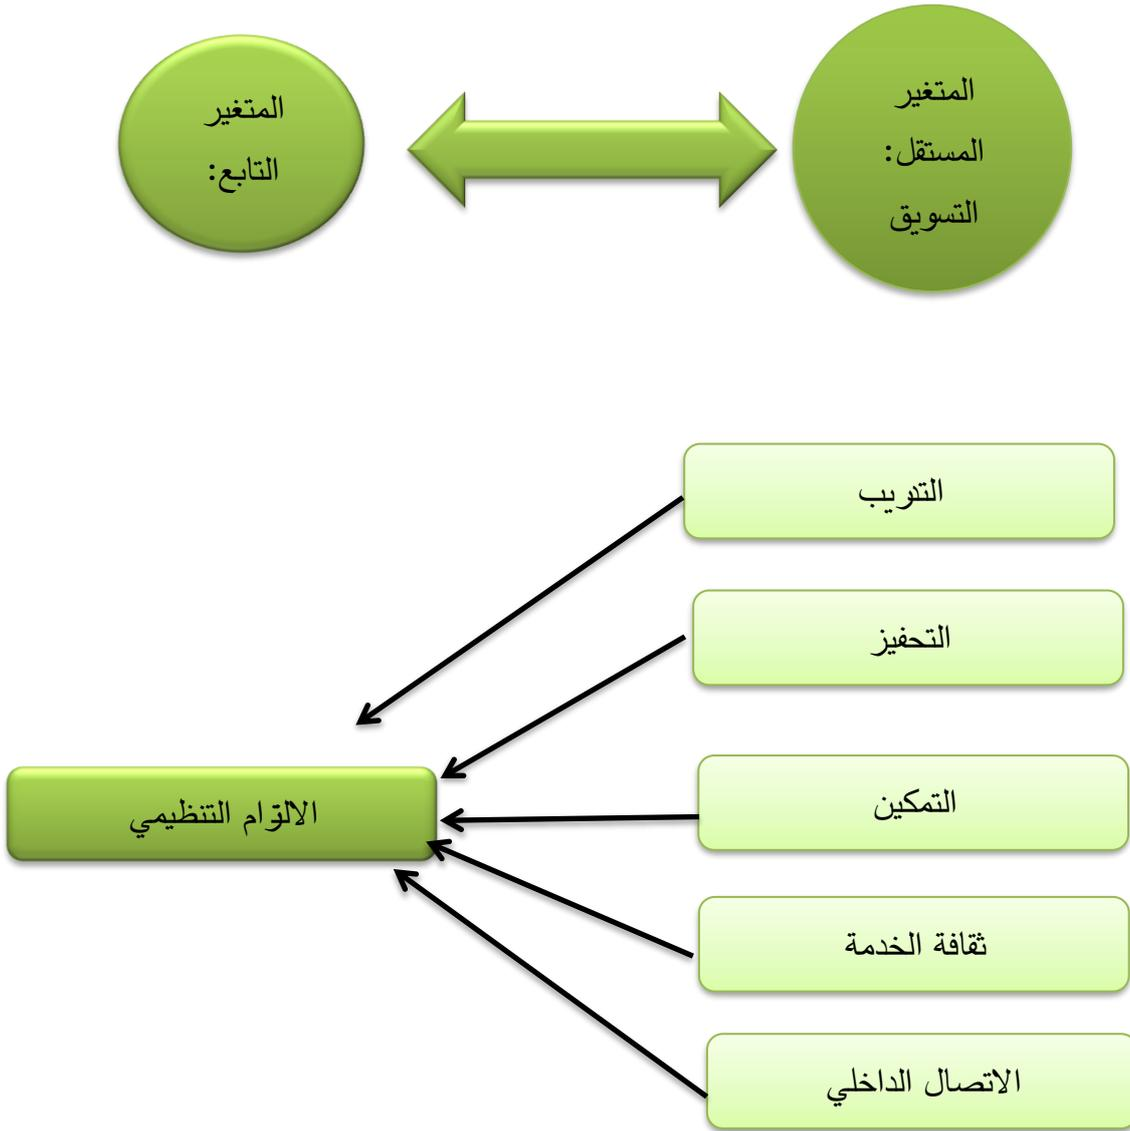 المتغير
المستقل:
التسويق
المتغير
التابع:
التدريب
التحفيز
التمكين
الالتزام التنظيمي
ثقافة الخدمة
الاتصال الداخلي